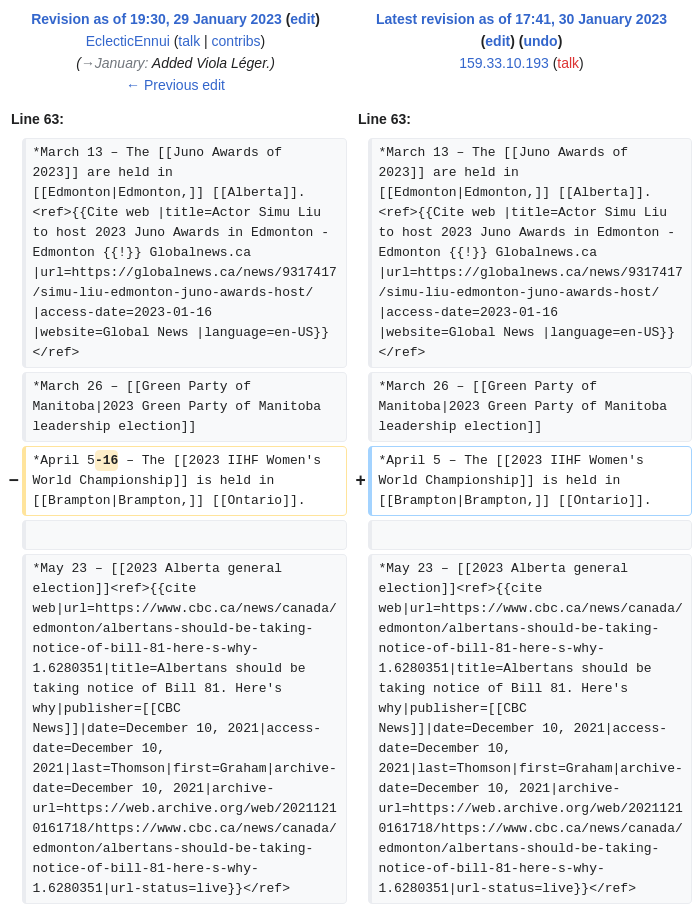 Revision as of 19:30, 29 January 2023 (edit)
EclecticEnnui (talk | contribs)
(→January: Added Viola Léger.)
← Previous edit
Latest revision as of 17:41, 30 January 2023
(edit) (undo)
159.33.10.193 (talk)
Line 63:
Line 63:
*March 13 – The [[Juno Awards of
2023]] are held in
[[Edmonton|Edmonton,]] [[Alberta]].
<ref>{{Cite web |title=Actor Simu Liu
to host 2023 Juno Awards in Edmonton -
Edmonton {{!}} Globalnews.ca
|url=https://globalnews.ca/news/9317417
/simu-liu-edmonton-juno-awards-host/
|access-date=2023-01-16
|website=Global News |language=en-US}}
</ref>
*March 13 – The [[Juno Awards of
2023]] are held in
[[Edmonton|Edmonton,]] [[Alberta]].
<ref>{{Cite web |title=Actor Simu Liu
to host 2023 Juno Awards in Edmonton -
Edmonton {{!}} Globalnews.ca
|url=https://globalnews.ca/news/9317417
/simu-liu-edmonton-juno-awards-host/
|access-date=2023-01-16
|website=Global News |language=en-US}}
</ref>
*March 26 – [[Green Party of
Manitoba|2023 Green Party of Manitoba
leadership election]]
*March 26 – [[Green Party of
Manitoba|2023 Green Party of Manitoba
leadership election]]
*April 5-16 – The [[2023 IIHF Women's
− World Championship]] is held in
[[Brampton|Brampton,]] [[Ontario]].
*April 5 – The [[2023 IIHF Women's
+ World Championship]] is held in
[[Brampton|Brampton,]] [[Ontario]].
*May 23 – [[2023 Alberta general
election]]<ref>{{cite
web|url=https://www.cbc.ca/news/canada/
edmonton/albertans-should-be-taking-
notice-of-bill-81-here-s-why-
1.6280351|title=Albertans should be
taking notice of Bill 81. Here's
why|publisher=[[CBC
News]]|date=December 10, 2021|access-
date=December 10,
2021|last=Thomson|first=Graham|archive-
date=December 10, 2021|archive-
url=https://web.archive.org/web/2021121
0161718/https://www.cbc.ca/news/canada/
edmonton/albertans-should-be-taking-
notice-of-bill-81-here-s-why-
1.6280351|url-status=live}}</ref>
*May 23 – [[2023 Alberta general
election]]<ref>{{cite
web|url=https://www.cbc.ca/news/canada/
edmonton/albertans-should-be-taking-
notice-of-bill-81-here-s-why-
1.6280351|title=Albertans should be
taking notice of Bill 81. Here's
why|publisher=[[CBC
News]]|date=December 10, 2021|access-
date=December 10,
2021|last=Thomson|first=Graham|archive-
date=December 10, 2021|archive-
url=https://web.archive.org/web/2021121
0161718/https://www.cbc.ca/news/canada/
edmonton/albertans-should-be-taking-
notice-of-bill-81-here-s-why-
1.6280351|url-status=live}}</ref>